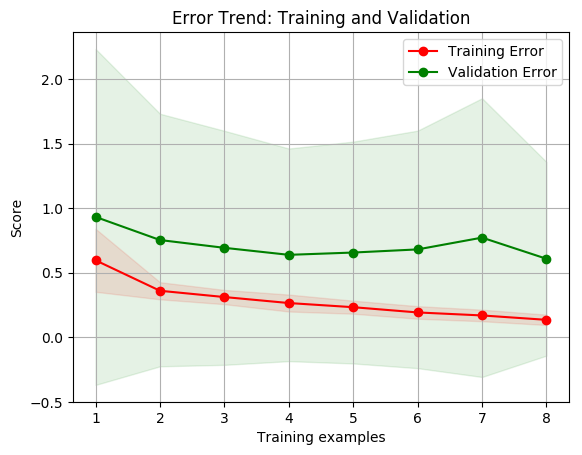 Error Trend: Training and Validation
Training Error
Validation Error
Score
2.0
1.5
1.0
0.5
0.0
−0.5
1 2 3 4 5 6 7 8
Training examples